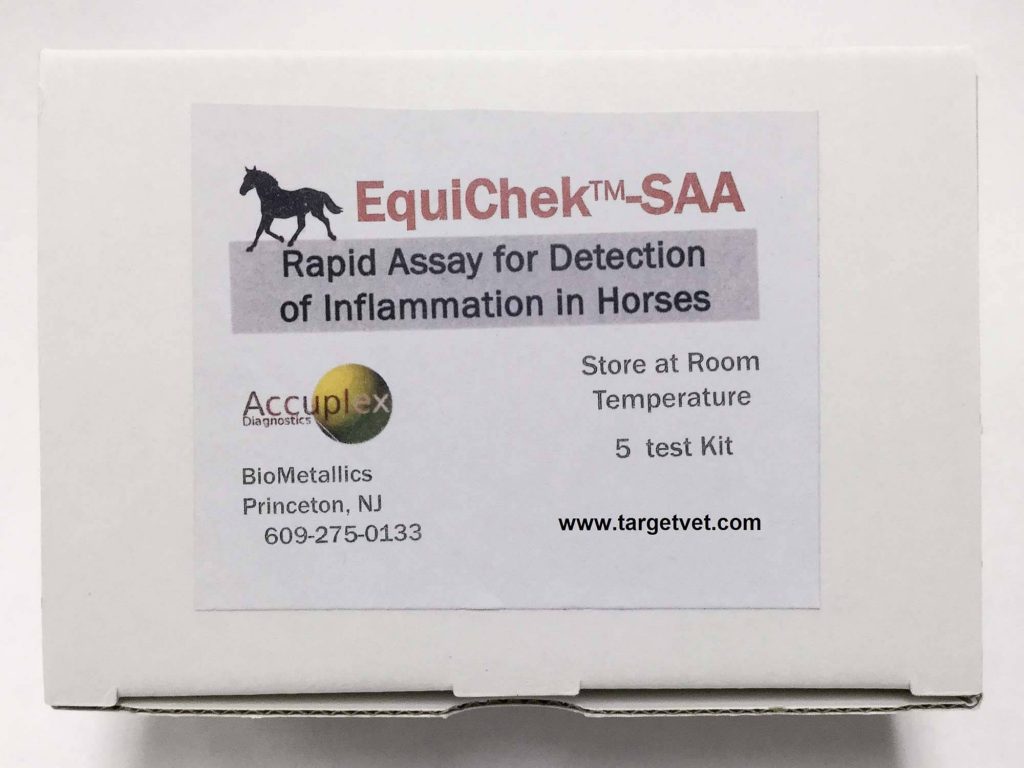 EquiChek™-SAA
Rapid Assay for Detection
of Inflammation in Horses
Accuplex
Diagnostics
BioMetallics
Princeton, NJ
609-275-0133
Store at Room
Temperature
5 test Kit
www.targetvet.com